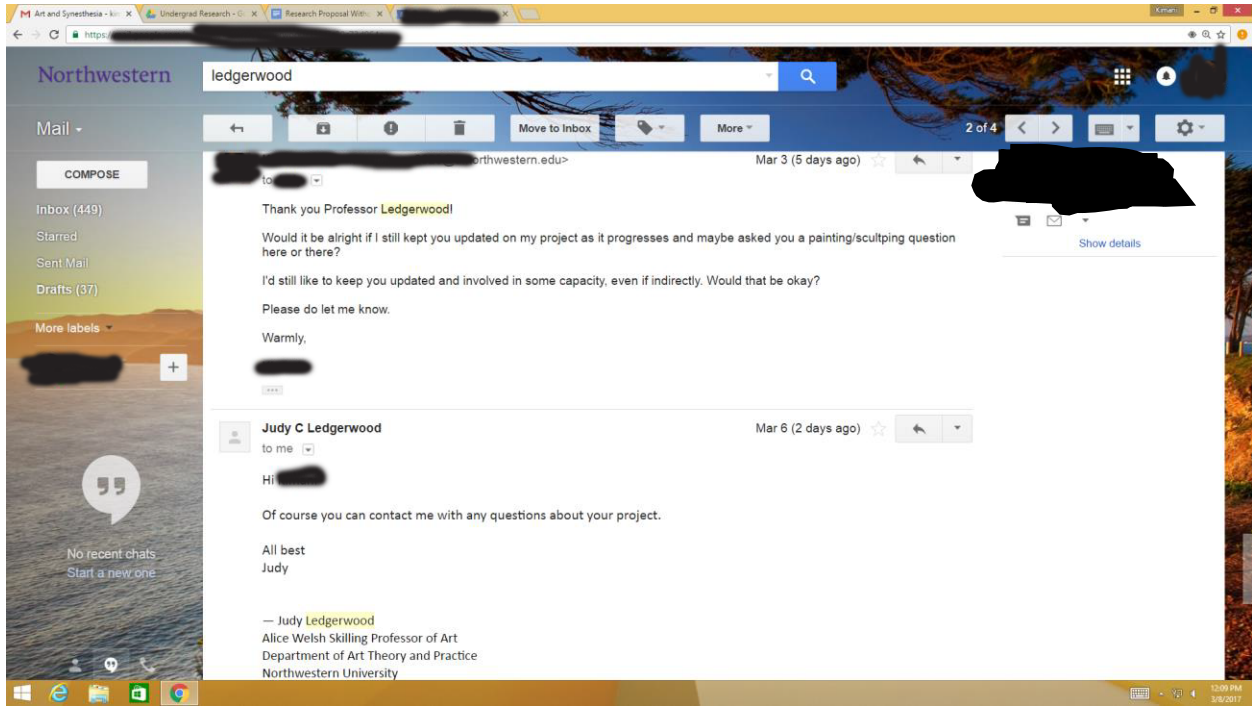 Art and Synesthesia - kim
Undergrad Research - G
Research Proposal With
Kimani
https:/
Northwestern
ledgerwood
Mail
Move to Inbox
More
2 of 4
COMPOSE
orthwestern.edu>
Mar 3 (5 days ago)
to
Inbox (449)
Thank you Professor Ledgerwood!
Starred
Would it be alright if I still kept you updated on my project as it progresses and maybe asked you a painting/scultping question
here or there?
Show details
Sent Mail
I'd still like to keep you updated and involved in some capacity, even if indirectly. Would that be okay?
Drafts (37)
Please do let me know.
More labels
Warmly,
Judy C Ledgerwood
Mar 6 (2 days ago)
to me
Hi
Of course you can contact me with any questions about your project.
All best
Judy
No recent chats
Start a new one
— Judy Ledgerwood
Alice Welsh Skilling Professor of Art
Department of Art Theory and Practice
Northwestern University
12:09 PM
3/8/2017